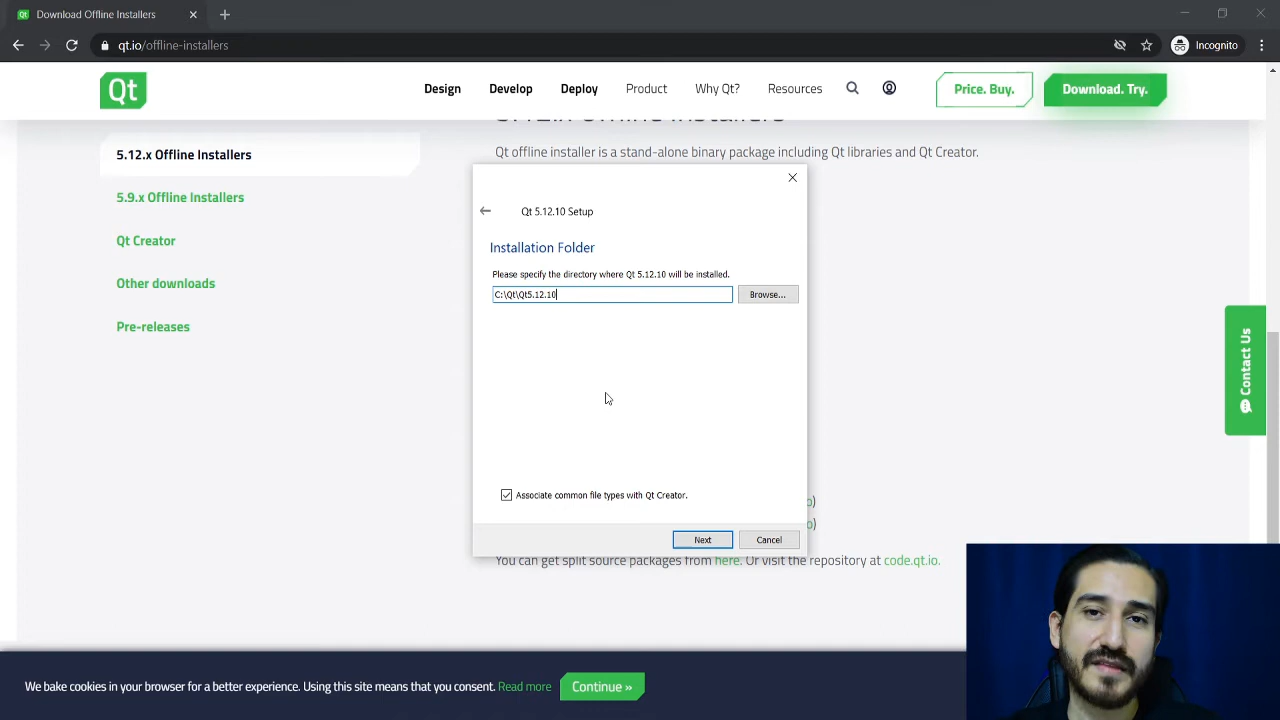 Download Offline Installers
qt.io/offline-installers
Incognito
Qt
Design
Develop
Deploy
Product
Why Qt?
Resources
Price. Buy.
Download. Try.
5.12.x Offline Installers
5.12.x Offline Installers
5.9.x Offline Installers
Qt Creator
Other downloads
Pre-releases
Qt offline installer is a stand-alone binary package including Qt libraries and Qt Creator.
Qt 5.12.10 Setup
Installation Folder
Please specify the directory where Qt 5.12.10 will be installed.
C:\Qt\Qt5.12.10
Browse...
Associate common file types with Qt Creator.
Next
Cancel
You can get split source packages from here. Or visit the repository at code.qt.io.
Contact Us
We bake cookies in your browser for a better experience. Using this site means that you consent. Read more
Continue »